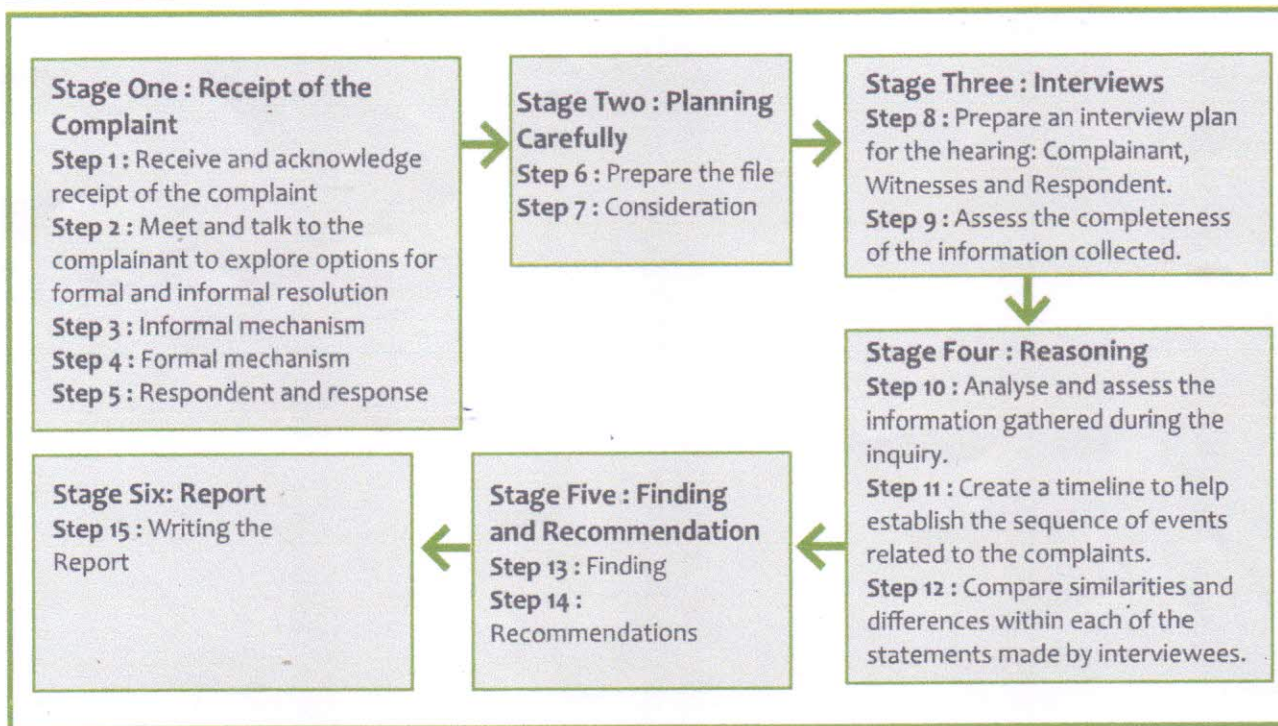 Stage One : Receipt of the
Complaint
Step 1 : Receive and acknowledge
receipt of the complaint
Step 2 : Meet and talk to the
complainant to explore options for
formal and informal resolution
Step 3 : Informal mechanism
Step 4 : Formal mechanism
Step 5 : Respondent and response
Stage Two : Planning
Carefully
Step 6 : Prepare the file
Step 7 : Consideration
Stage Three : Interviews
Step 8 : Prepare an interview plan
for the hearing: Complainant,
Witnesses and Respondent.
Step 9 : Assess the completeness
of the information collected.
Stage Four : Reasoning
Step 10 : Analyse and assess the
information gathered during the
inquiry.
Step 11 : Create a timeline to help
establish the sequence of events
related to the complaints.
Step 12 : Compare similarities and
differences within each of the
statements made by interviewees.
Stage Five : Finding
and Recommendation
Step 13 : Finding
Step 14 :
Recommendations
Stage Six: Report
Step 15 : Writing the
Report